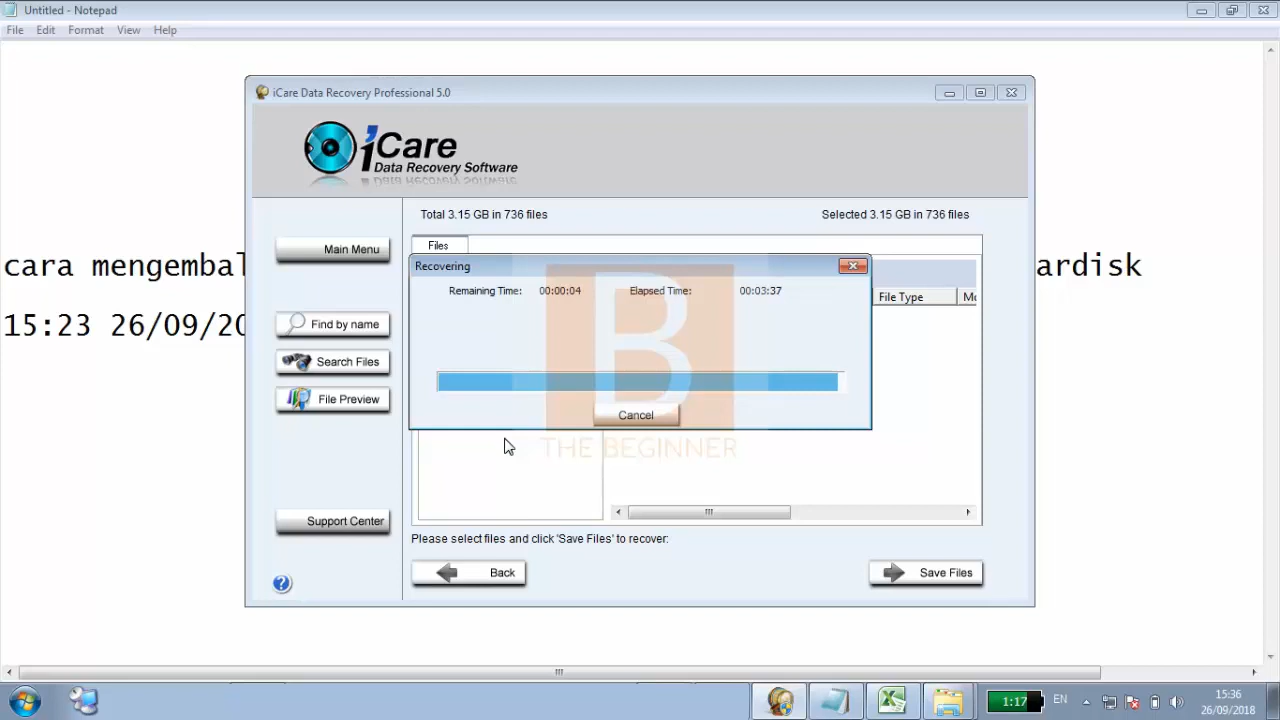 Untitled - Notepad
File Edit Format View Help
iCare Data Recovery Professional 5.0
iCare
Data Recovery Software
Total 3.15 GB in 736 files
Selected 3.15 GB in 736 files
Main Menu
Files
cara mengembal
ardisk
Recovering
Remaining Time: 00:00:04 Elapsed Time: 00:03:37
File Type
Mo
15:23 26/09/20
Find by name
Search Files
File Preview
B
Cancel
THE BEGINNER
Support Center
Please select files and click 'Save Files' to recover:
Back
Save Files
1:17
EN
15:36
26/09/2018